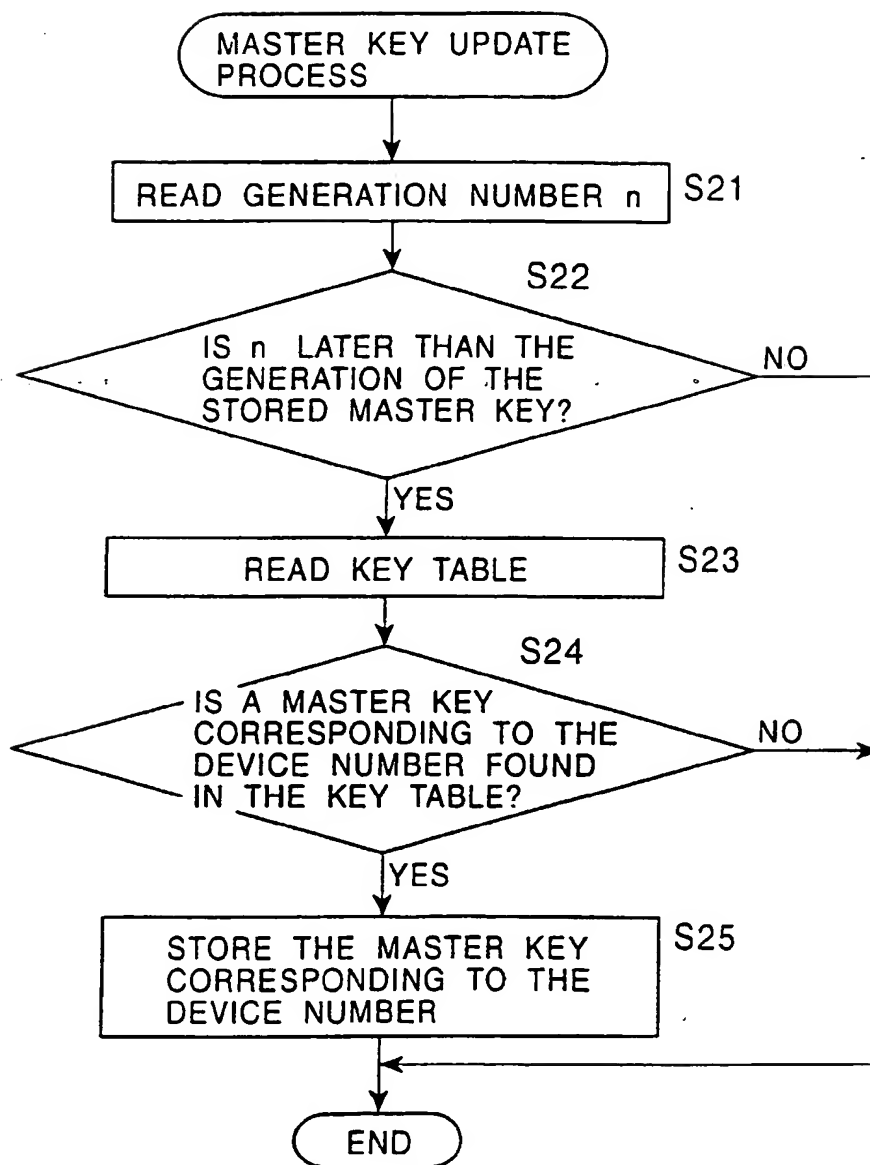 MASTER KEY UPDATE
PROCESS
READ GENERATION NUMBER n
S21
S22
IS n LATER THAN THE
GENERATION OF THE
STORED MASTER KEY?
NO
YES
READ KEY TABLE
S23
S24
IS A MASTER KEY
CORRESPONDING TO THE
DEVICE NUMBER FOUND
IN THE KEY TABLE?
NO
YES
STORE THE MASTER KEY
CORRESPONDING TO THE
DEVICE NUMBER
S25
END